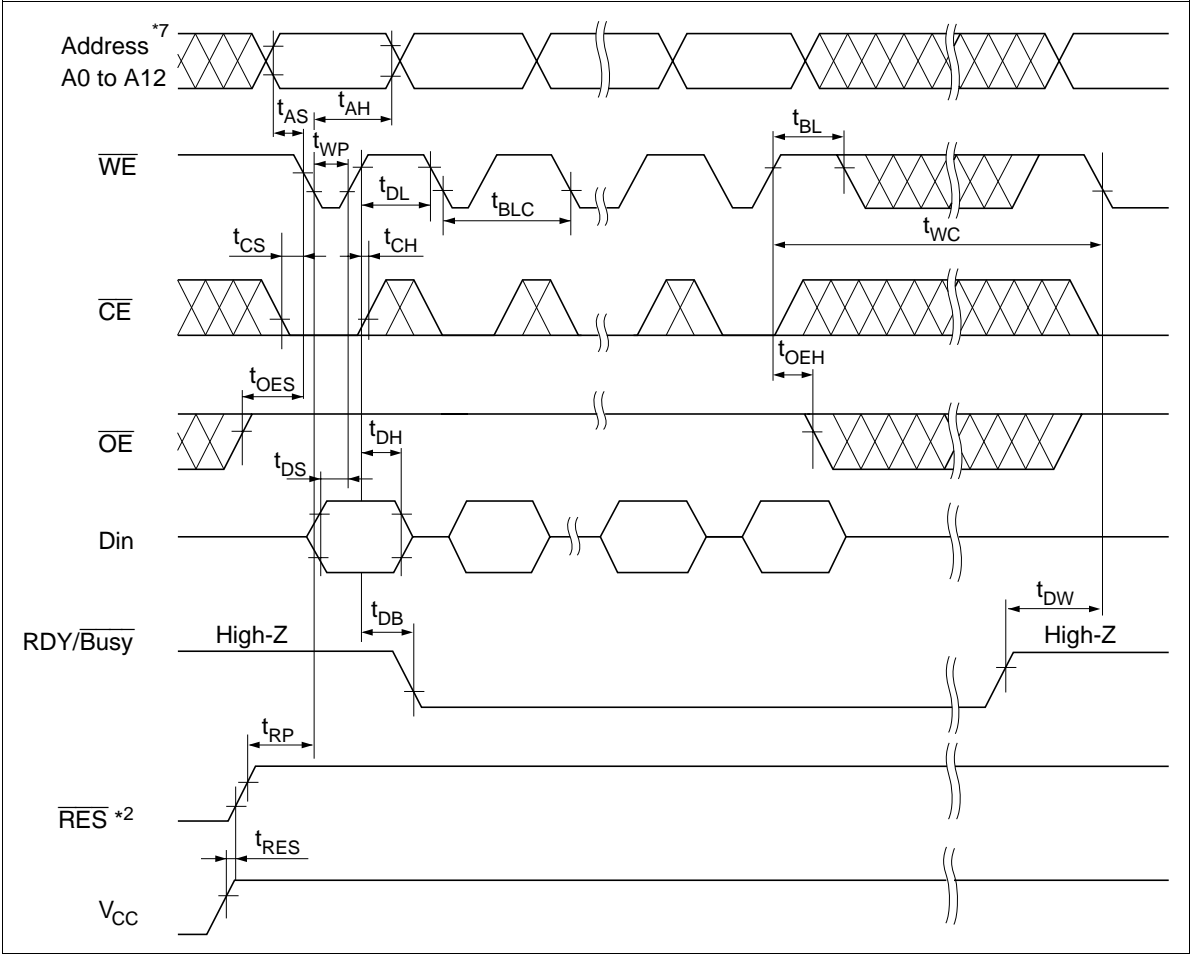 Address *7
A0 to A12
tAS
tAH
tBL
tWP
WE
tDL
tBLC
tWC
tCS
tCH
CE
tOEH
tOES
OE
tDH
tDS
Din
tDB
tDW
RDY/Busy
High-Z
High-Z
tRP
RES *2
tRES
VCC